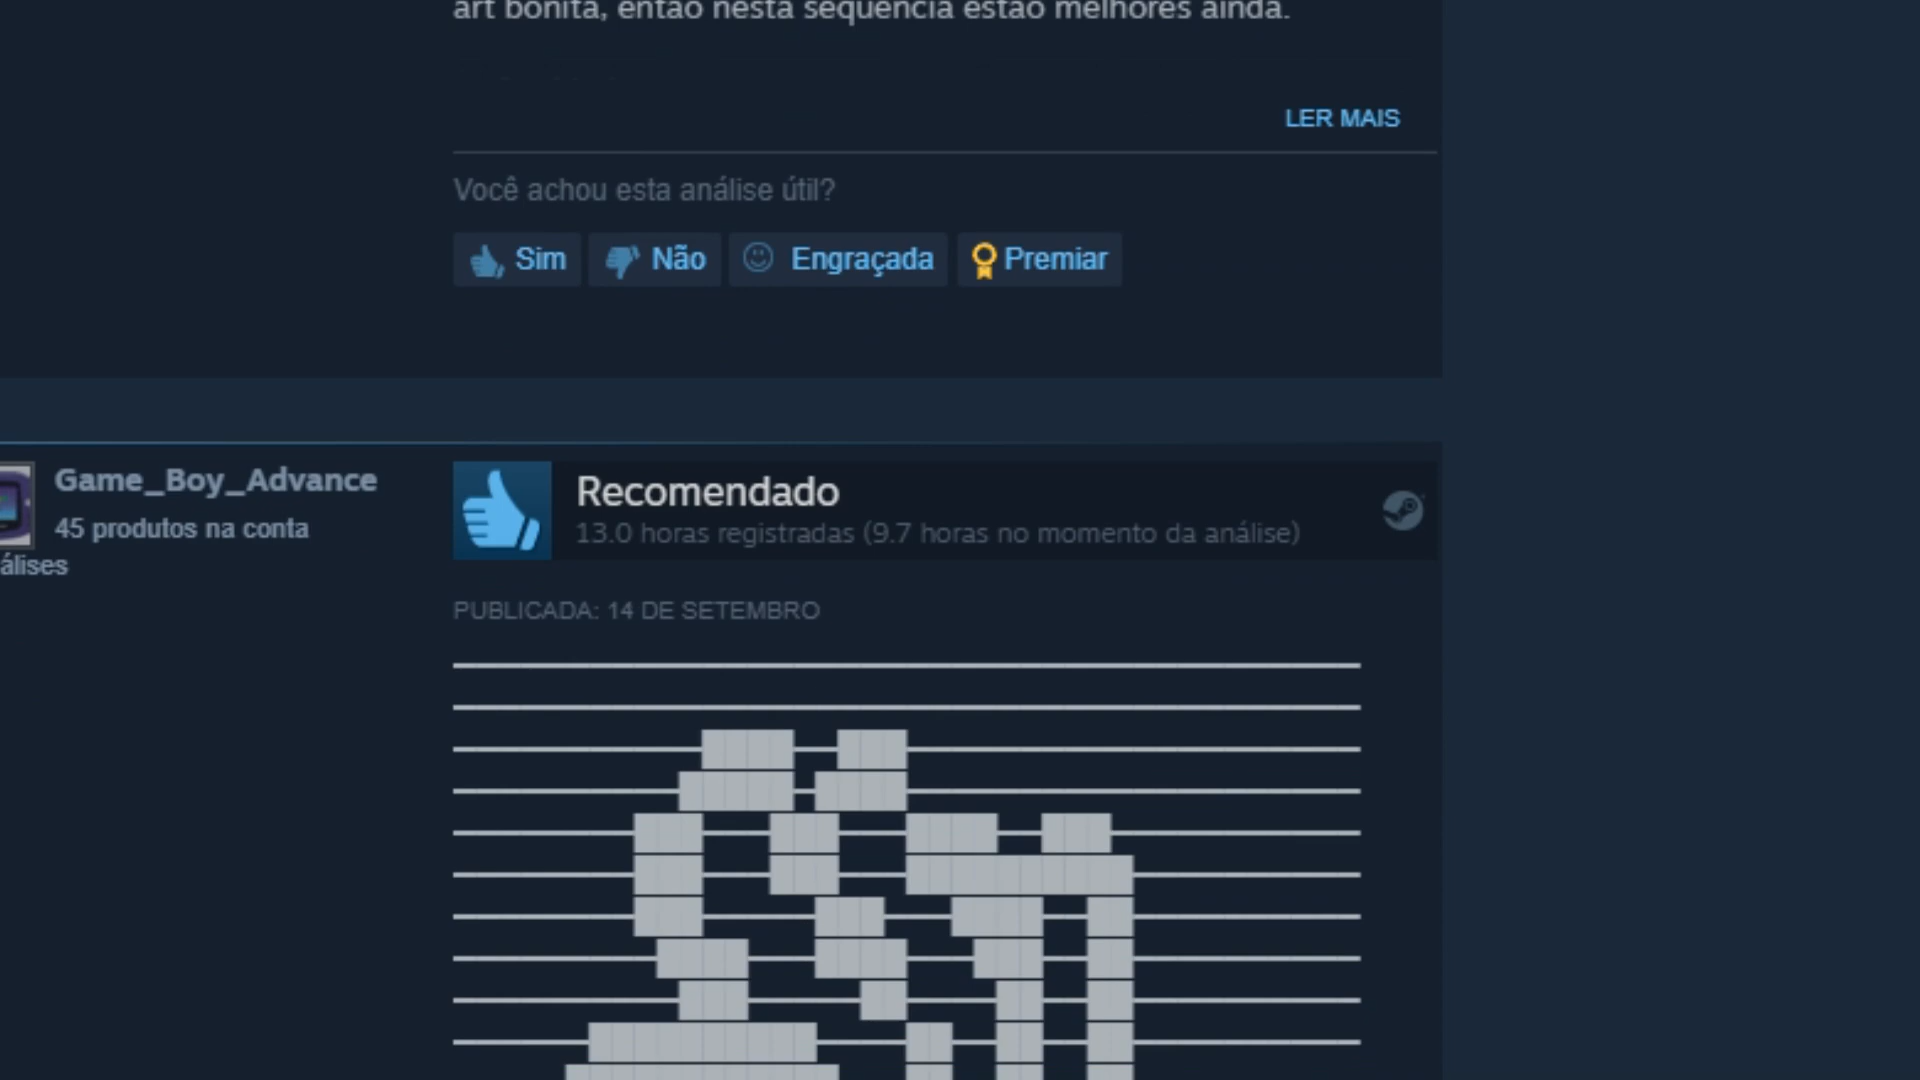 art bonita, então nesta sequência estão melhores ainda.
LER MAIS
Você achou esta análise útil?
Sim Não Engraçada Premiar
Game_Boy_Advance
45 produtos na conta
álises
Recomendado
13.0 horas registradas (9.7 horas no momento da análise)
PUBLICADA: 14 DE SETEMBRO